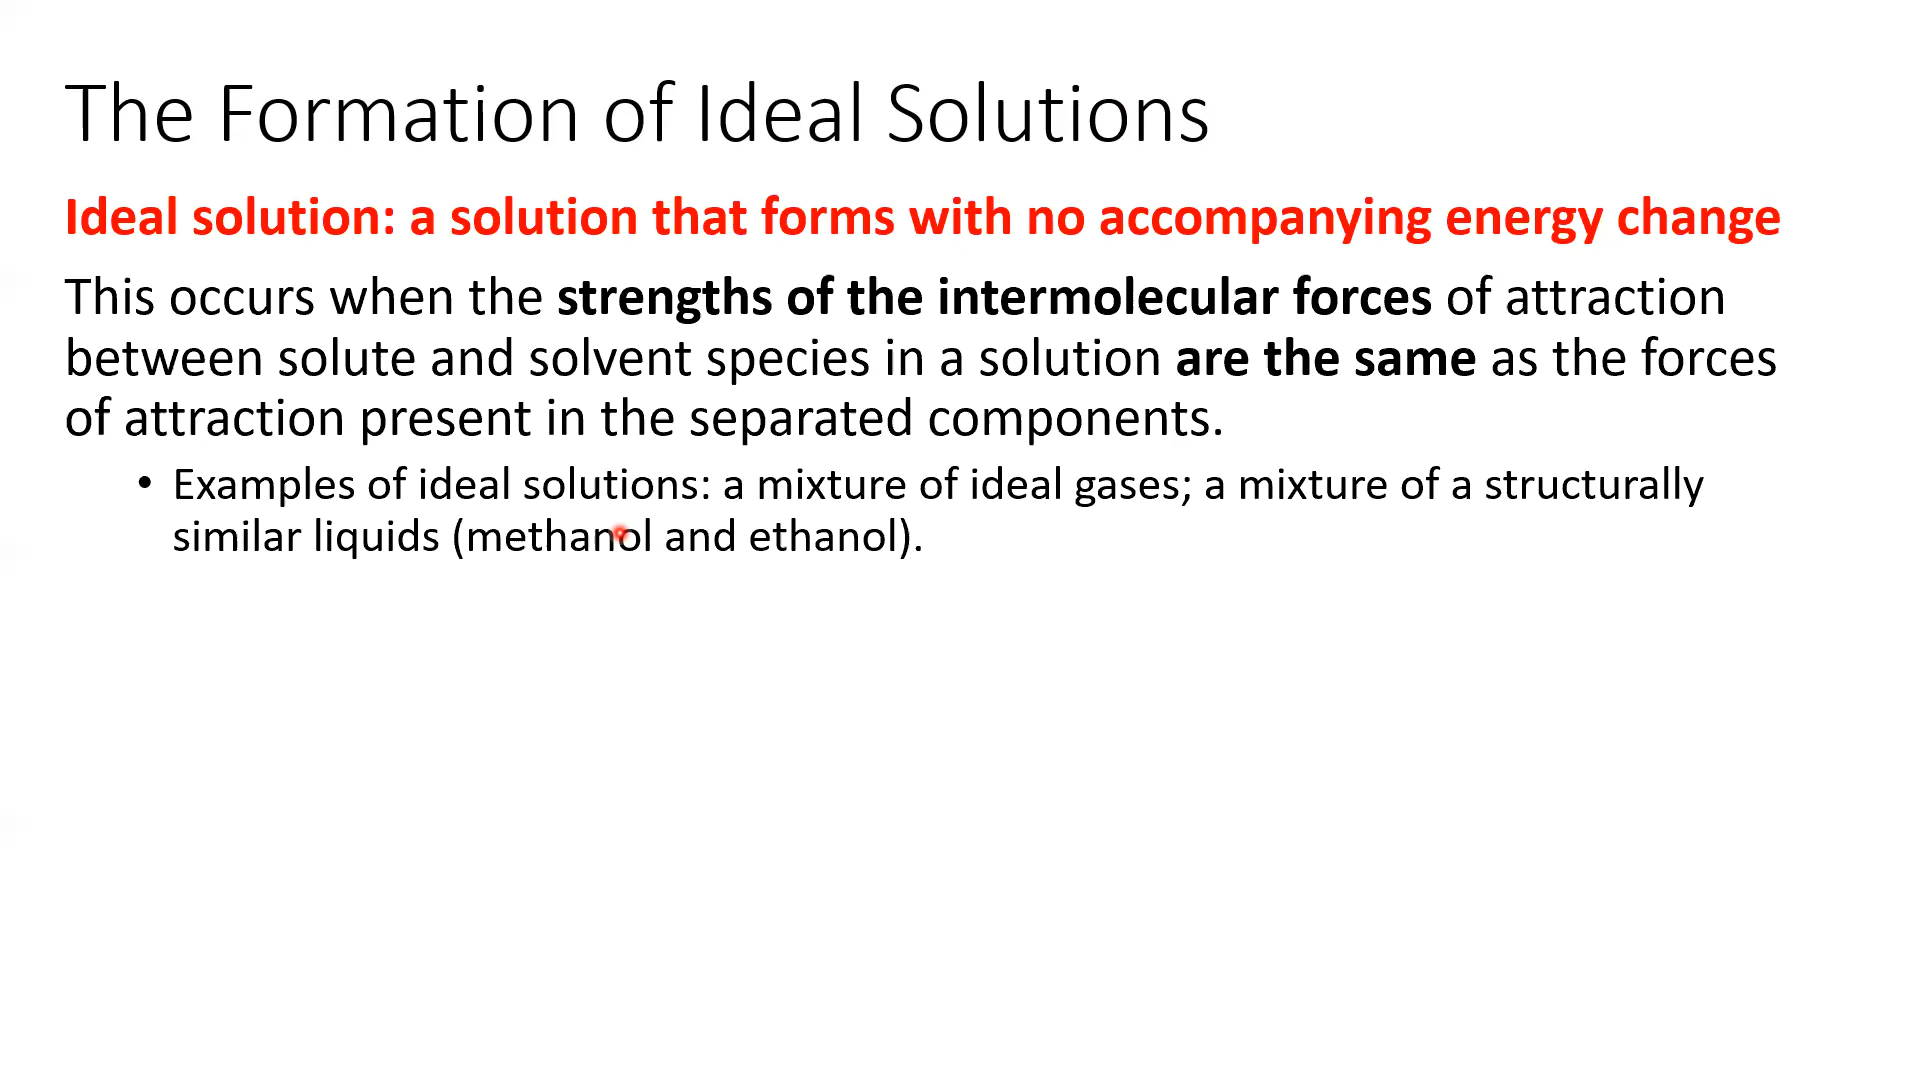 The Formation of Ideal Solutions
Ideal solution: a solution that forms with no accompanying energy change
This occurs when the strengths of the intermolecular forces of attraction
between solute and solvent species in a solution are the same as the forces
of attraction present in the separated components.
• Examples of ideal solutions: a mixture of ideal gases; a mixture of a structurally
similar liquids (methanol and ethanol).